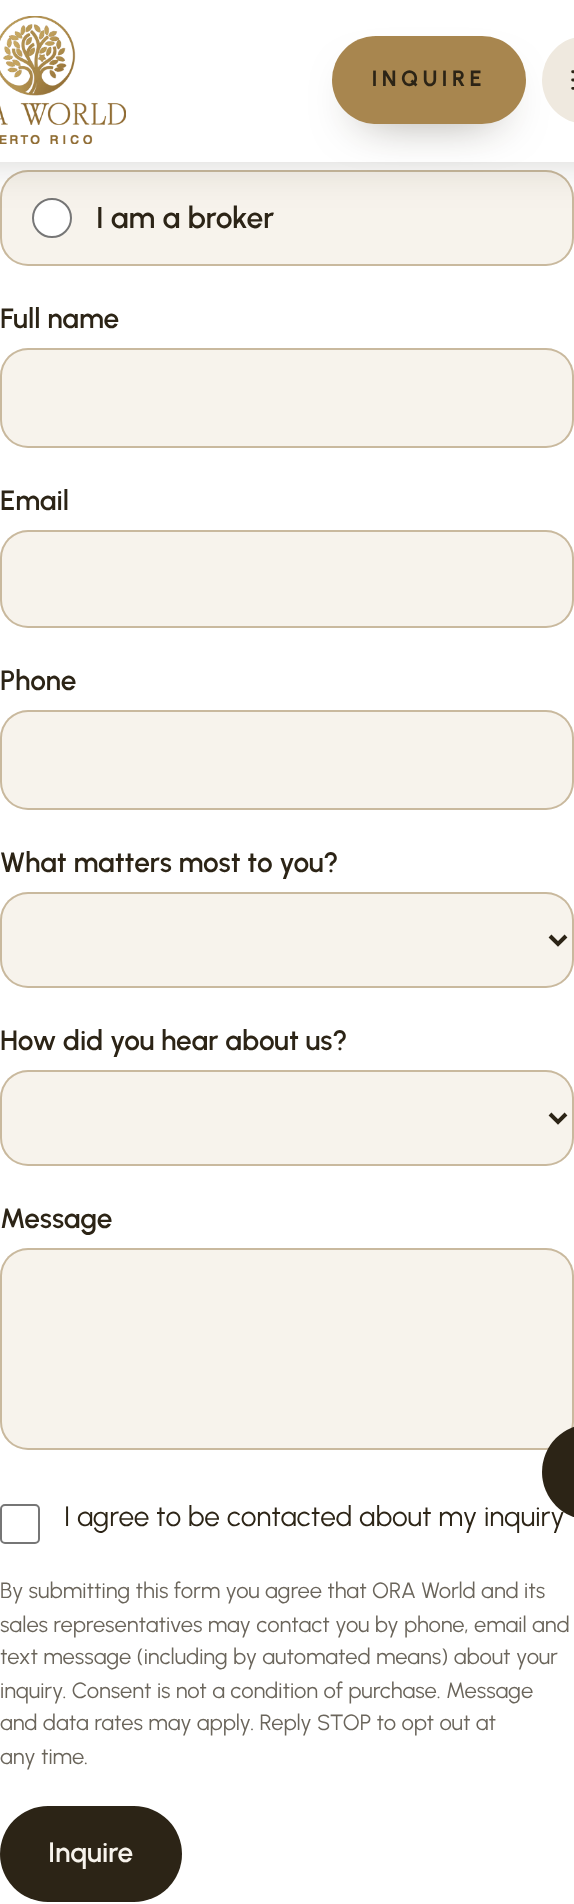 INQUIRE
A WORLD
ERTO RICO
I am a broker
Full name
Email
Phone
What matters most to you?
How did you hear about us?
Message
I agree to be contacted about my inquiry
By submitting this form you agree that ORA World and its
sales representatives may contact you by phone, email and
text message (including by automated means) about your
inquiry. Consent is not a condition of purchase. Message
and data rates may apply. Reply STOP to opt out at
any time.
Inquire